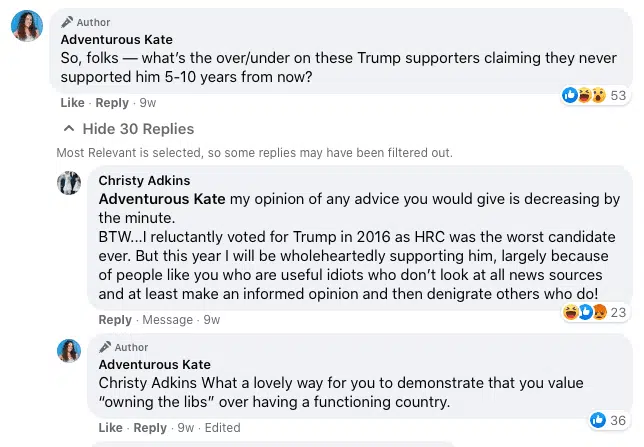 Author
Adventurous Kate
So, folks — what's the over/under on these Trump supporters claiming they never
supported him 5-10 years from now?
Like · Reply · 9w
53
Hide 30 Replies
Most Relevant is selected, so some replies may have been filtered out.
Christy Adkins
Adventurous Kate my opinion of any advice you would give is decreasing by
the minute.
BTW...I reluctantly voted for Trump in 2016 as HRC was the worst candidate
ever. But this year I will be wholeheartedly supporting him, largely because
of people like you who are useful idiots who don't look at all news sources
and at least make an informed opinion and then denigrate others who do!
Reply · Message · 9w
23
Author
Adventurous Kate
Christy Adkins What a lovely way for you to demonstrate that you value
“owning the libs” over having a functioning country.
Like · Reply · 9w · Edited
36